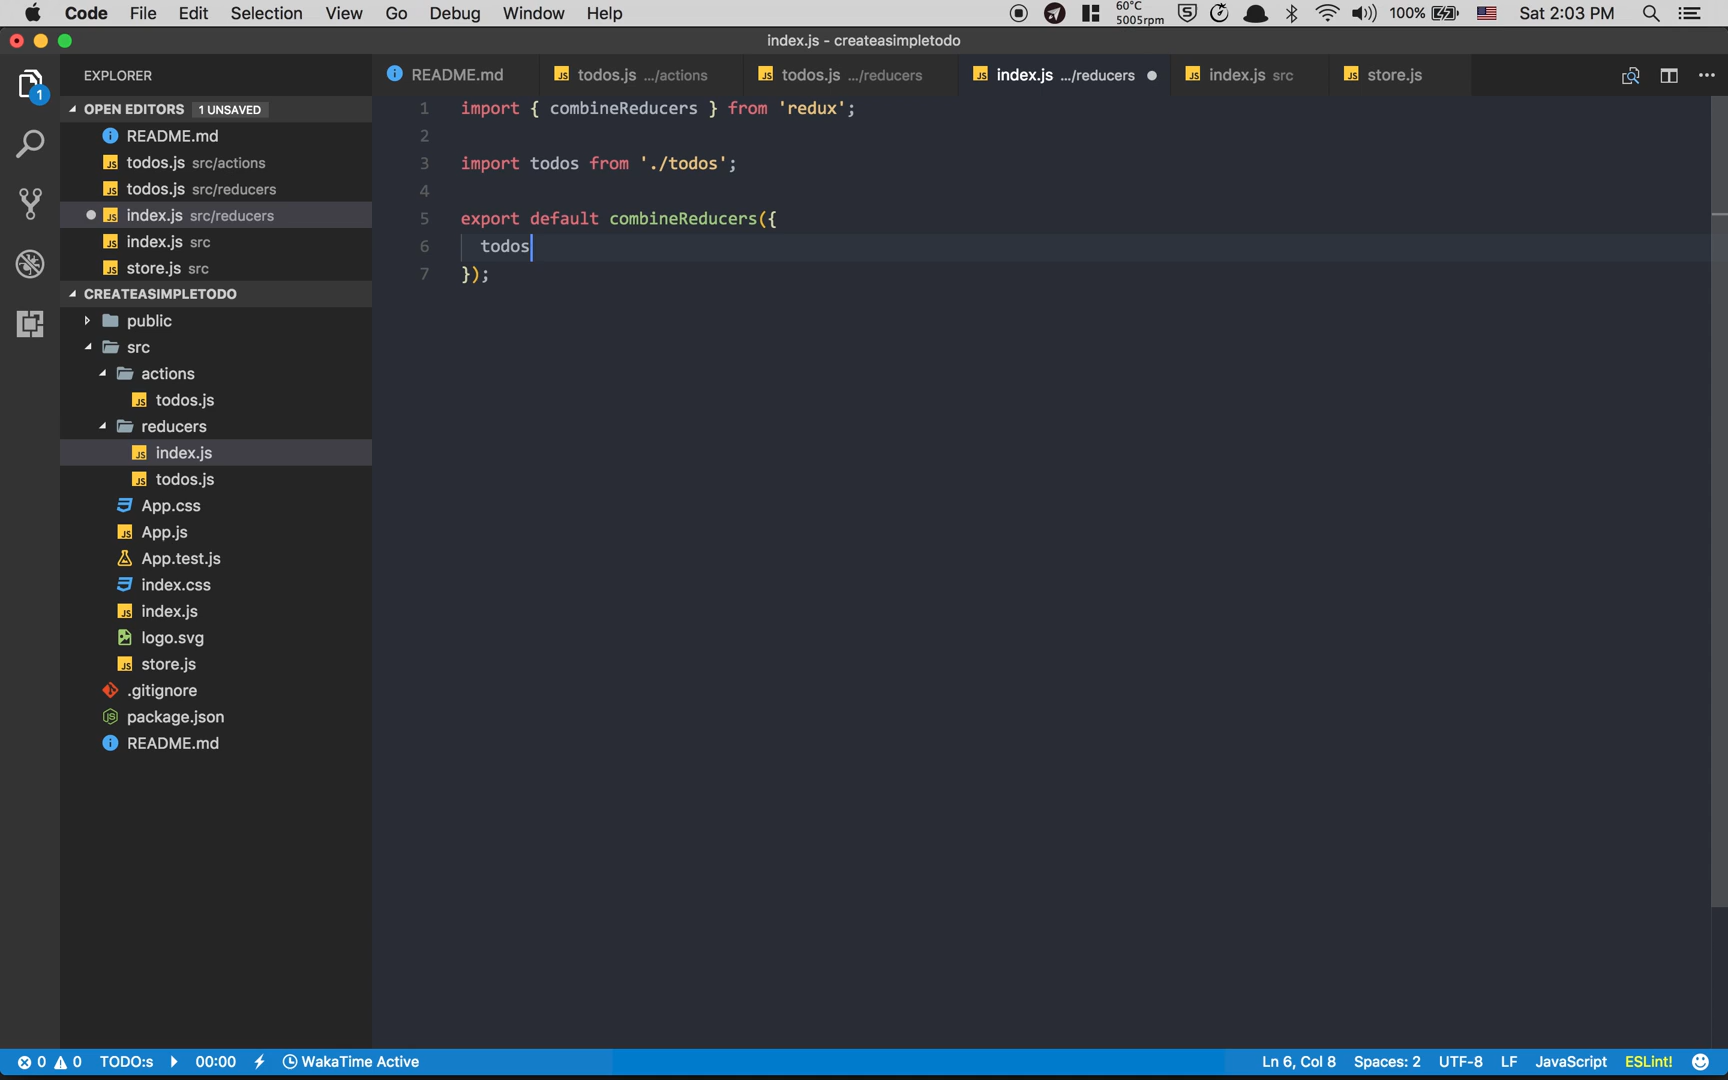 Code File Edit Selection View Go Debug Window Help 60°C 5005rpm 100% Sat 2:03 PM
index.js - createasimpletodo
1
EXPLORER
OPEN EDITORS 1 UNSAVED
README.md
todos.js src/actions
todos.js src/reducers
index.js src/reducers
index.js src
store.js src
CREATEASIMPLETODO
public
src
actions
todos.js
reducers
index.js
todos.js
App.css
App.js
App.test.js
index.css
index.js
logo.svg
store.js
.gitignore
package.json
README.md
README.md todos.js .../actions todos.js .../reducers index.js .../reducers index.js src store.js
1 import { combineReducers } from 'redux';
2
3 import todos from './todos';
4
5 export default combineReducers({
6 todos
7 });
0 0 TODO:s 00:00 WakaTime Active Ln 6, Col 8 Spaces: 2 UTF-8 LF JavaScript ESLint!